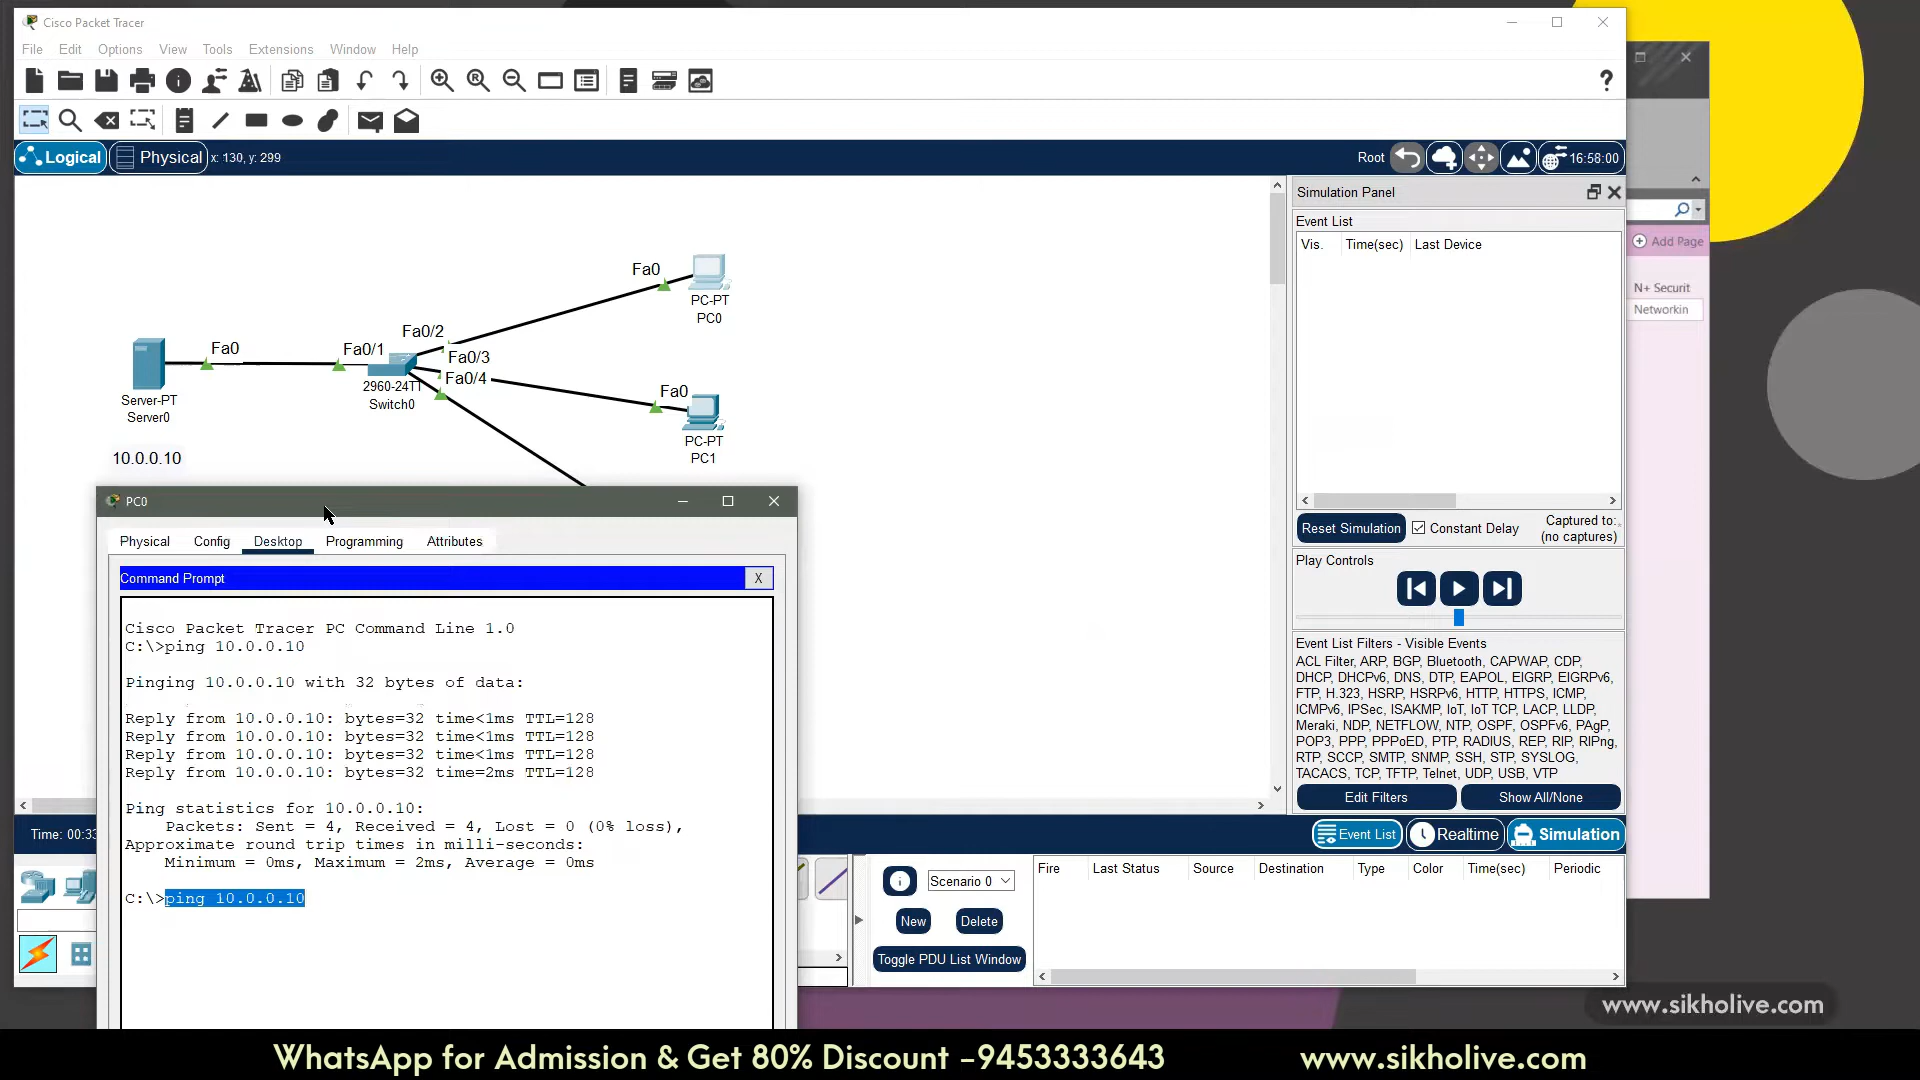 Cisco Packet Tracer
File Edit Options View Tools Extensions Window Help
Logical Physical x: 130, y: 299
Root 16:58:00
Simulation Panel
Event List
Vis. Time(sec) Last Device
Add Page
N+ Securit
Networkin
Fa0
PC-PT
PC0
Fa0/2
Fa0 Fa0/1
Fa0/3
Fa0/4
2960-24TT
Switch0
Server-PT
Server0
Fa0
PC-PT
PC1
10.0.0.10
Reset Simulation Constant Delay Captured to:
(no captures)
Play Controls
Event List Filters - Visible Events
ACL Filter, ARP, BGP, Bluetooth, CAPWAP, CDP,
DHCP, DHCPv6, DNS, DTP, EAPOL, EIGRP, EIGRPv6,
FTP, H.323, HSRP, HSRPv6, HTTP, HTTPS, ICMP,
ICMPv6, IPSec, ISAKMP, IoT, IoT TCP, LACP, LLDP,
Meraki, NDP, NETFLOW, NTP, OSPF, OSPFv6, PAgP,
POP3, PPP, PPPoED, PTP, RADIUS, REP, RIP, RIPng,
RTP, SCCP, SMTP, SNMP, SSH, STP, SYSLOG,
TACACS, TCP, TFTP, Telnet, UDP, USB, VTP
Edit Filters Show All/None
PC0
Physical Config Desktop Programming Attributes
Command Prompt X
Cisco Packet Tracer PC Command Line 1.0
C:\>ping 10.0.0.10
Pinging 10.0.0.10 with 32 bytes of data:
Reply from 10.0.0.10: bytes=32 time<1ms TTL=128
Reply from 10.0.0.10: bytes=32 time<1ms TTL=128
Reply from 10.0.0.10: bytes=32 time<1ms TTL=128
Reply from 10.0.0.10: bytes=32 time=2ms TTL=128
Ping statistics for 10.0.0.10:
Packets: Sent = 4, Received = 4, Lost = 0 (0% loss),
Approximate round trip times in milli-seconds:
Minimum = 0ms, Maximum = 2ms, Average = 0ms
C:\>ping 10.0.0.10
Time: 00:33
Event List Realtime Simulation
Scenario 0
New Delete
Toggle PDU List Window
Fire Last Status Source Destination Type Color Time(sec) Periodic
www.sikholive.com
WhatsApp for Admission & Get 80% Discount –9453333643 www.sikholive.com